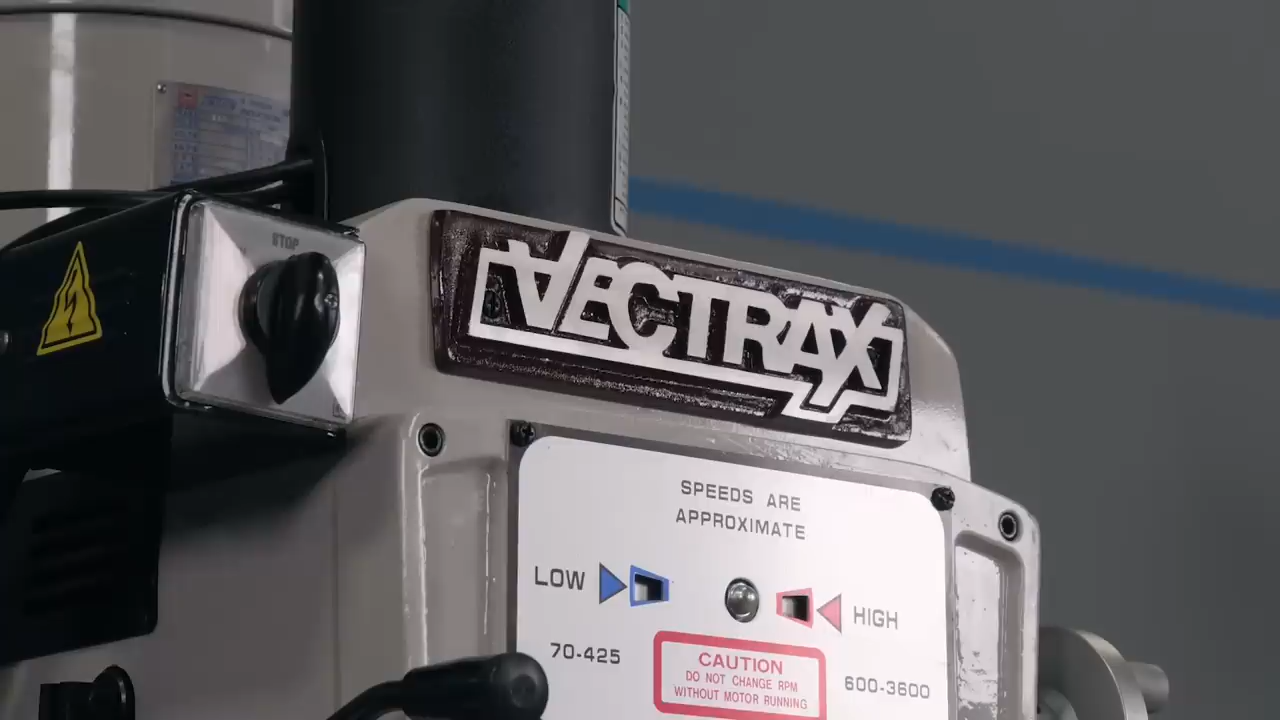 STOP
VECTRAX
SPEEDS ARE
APPROXIMATE
LOW
HIGH
70-425
600-3600
CAUTION
DO NOT CHANGE RPM
WITHOUT MOTOR RUNNING